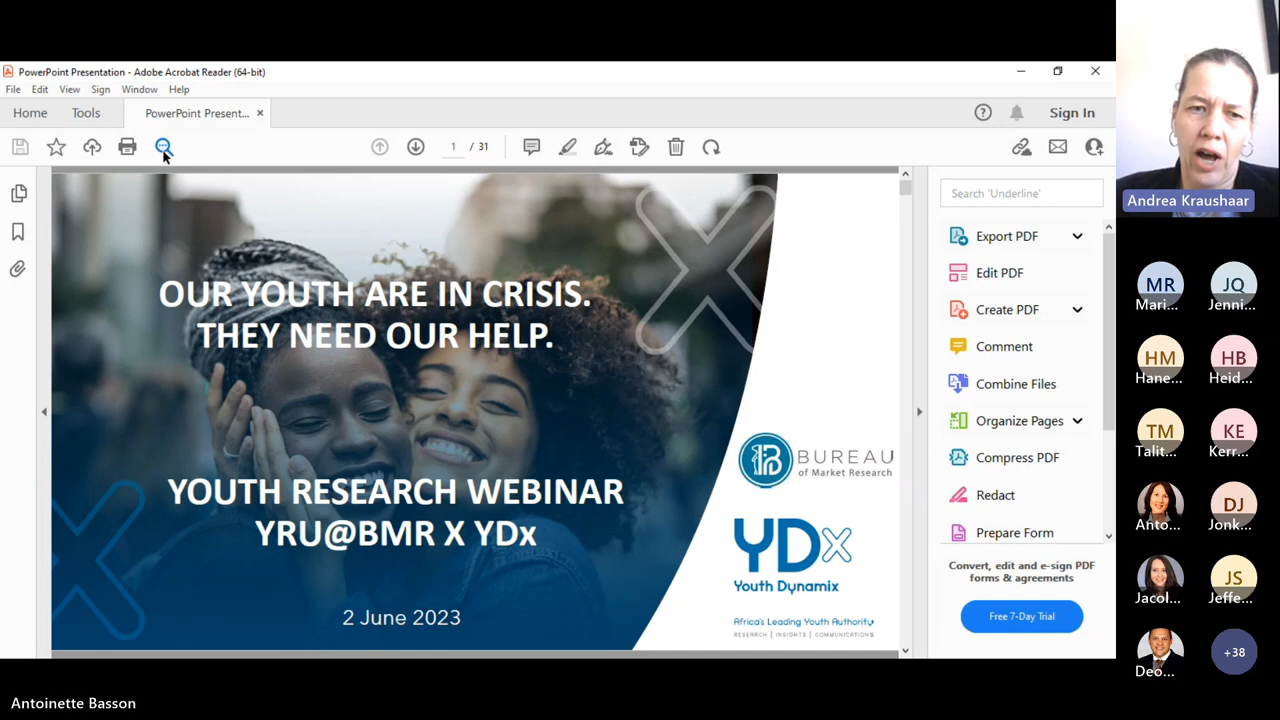 PowerPoint Presentation - Adobe Acrobat Reader (64-bit)
File Edit View Sign Window Help
Home Tools PowerPoint Present... ×
Sign In
1 / 31
OUR YOUTH ARE IN CRISIS.
THEY NEED OUR HELP.
YOUTH RESEARCH WEBINAR
YRU@BMR X YDx
2 June 2023
BUREAU
of Market Research
YDx
Youth Dynamix
Africa's Leading Youth Authority
RESEARCH | INSIGHTS | COMMUNICATIONS
Search 'Underline'
Export PDF
Edit PDF
Create PDF
Comment
Combine Files
Organize Pages
Compress PDF
Redact
Prepare Form
Convert, edit and e-sign PDF
forms & agreements
Free 7-Day Trial
Andrea Kraushaar
MR JQ
Mari... Jenni...
HM HB
Hane... Heid...
TM KE
Talit... Kerr...
DJ
Anto... Jonk...
JS
Jacol... Jeffe...
+38
Deo...
Antoinette Basson